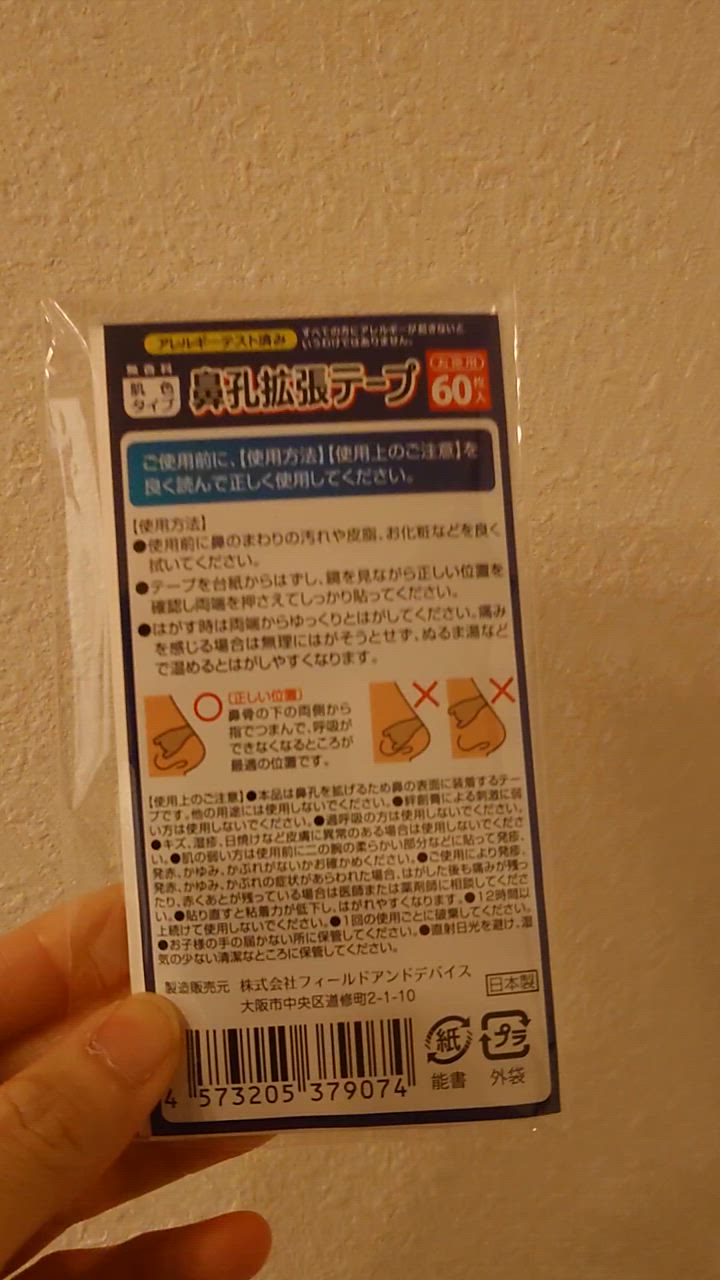 アレルギーテスト済み
すべての方にアレルギーが起きないと
いうわけではありません。
無香料
肌色
タイプ
鼻孔拡張テープ
お徳用
60枚入
ご使用前に、【使用方法】【使用上のご注意】を
良く読んで正しく使用してください。
【使用方法】
●使用前に鼻のまわりの汚れや皮脂、お化粧などを良く
拭いてください。
●テープを台紙からはずし、鏡を見ながら正しい位置を
確認し両端を押さえてしっかり貼ってください。
●はがす時は両端からゆっくりとはがしてください。痛み
を感じる場合は無理にはがそうとせず、ぬるま湯など
で温めるとはがしやすくなります。
〔正しい位置〕
鼻骨の下の両側から
指でつまんで、呼吸が
できなくなるところが
最適の位置です。
【使用上のご注意】●本品は鼻孔を拡げるため鼻の表面に装着するテー
プです。他の用途には使用しないでください。●絆創膏による刺激に弱
い方は使用しないでください。●過呼吸の方は使用しないでください。
●キズ、湿疹、日焼けなど皮膚に異常のある場合は使用しないでくださ
い。●肌の弱い方は使用前に二の腕の柔らかい部分などに貼って発疹、
発赤、かゆみ、かぶれがないかお確かめください。●ご使用により発疹、
発赤、かゆみ、かぶれの症状があらわれた場合、はがした後も痛みが残っ
たり、赤くあとが残っている場合は医師または薬剤師に相談してくださ
い。●貼り直すと粘着力が低下し、はがれやすくなります。●12時間以
上続けて使用しないでください。●1回の使用ごとに破棄してください。
●お子様の手の届かない所に保管してください。●直射日光を避け、湿
気の少ない清潔なところに保管してください。
製造販売元 株式会社フィールドアンドデバイス
大阪市中央区道修町2-1-10
日本製
4 573205 379074
紙
能書
プラ
外袋